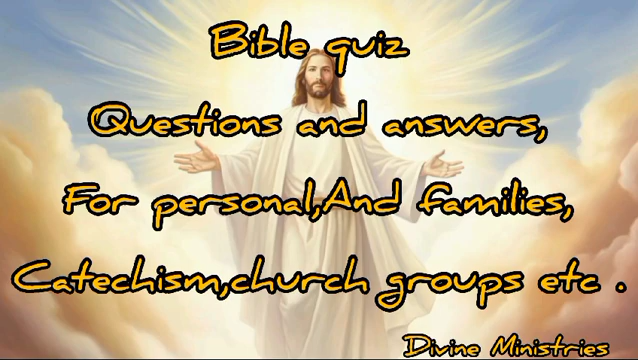 Bible quiz
Questions and answers,
For personal,And families,
Catechism,church groups etc .
Divine Ministries